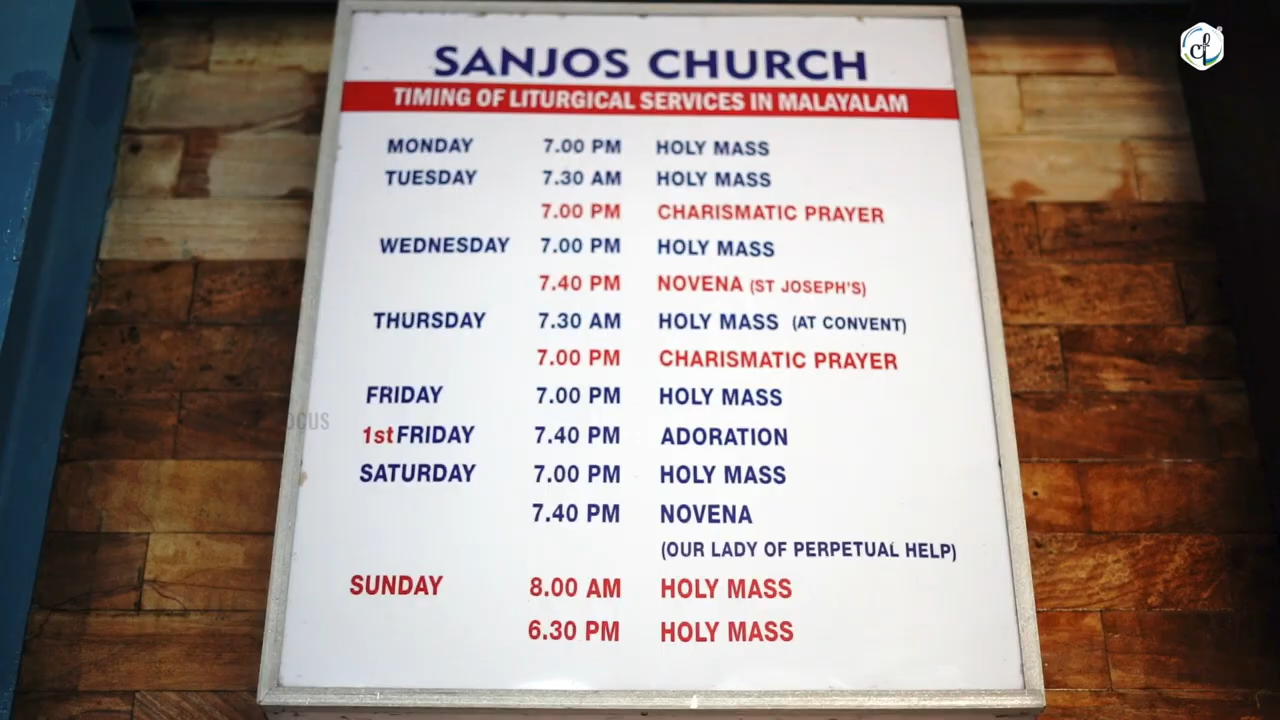 cf
SANJOS CHURCH
TIMING OF LITURGICAL SERVICES IN MALAYALAM
MONDAY 7.00 PM HOLY MASS
TUESDAY 7.30 AM HOLY MASS
7.00 PM CHARISMATIC PRAYER
WEDNESDAY 7.00 PM HOLY MASS
7.40 PM NOVENA (ST JOSEPH'S)
THURSDAY 7.30 AM HOLY MASS (AT CONVENT)
7.00 PM CHARISMATIC PRAYER
FRIDAY 7.00 PM HOLY MASS
1st FRIDAY 7.40 PM ADORATION
SATURDAY 7.00 PM HOLY MASS
7.40 PM NOVENA
(OUR LADY OF PERPETUAL HELP)
SUNDAY 8.00 AM HOLY MASS
6.30 PM HOLY MASS